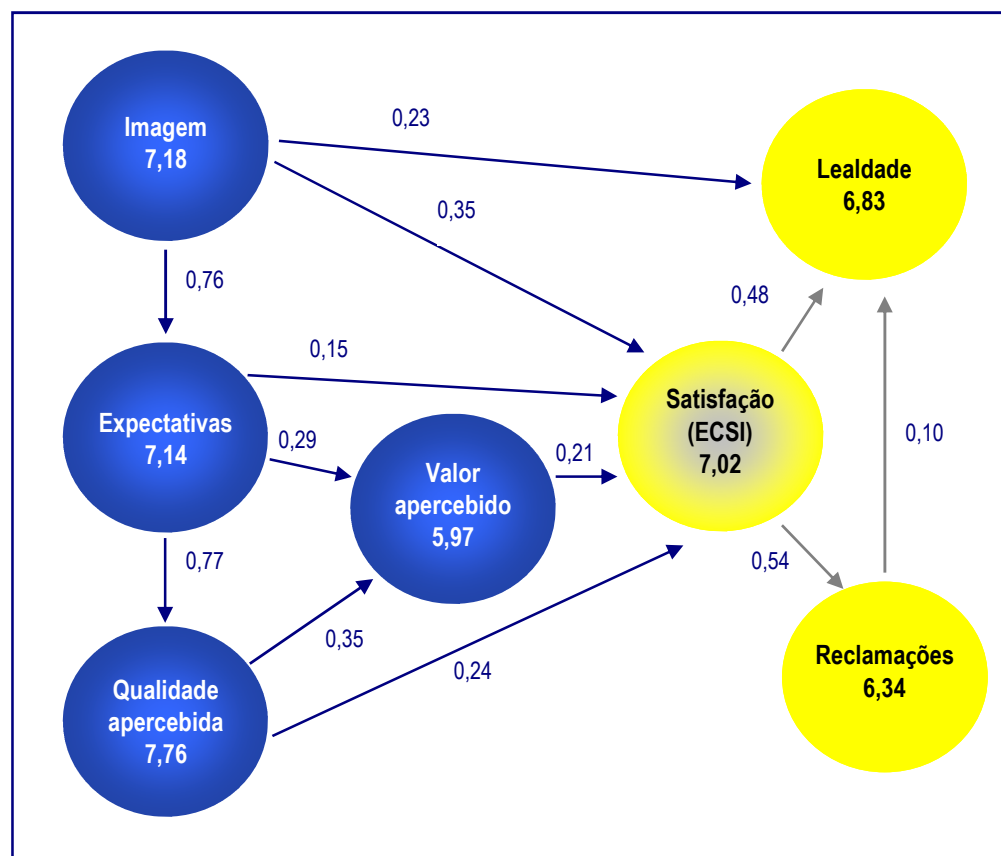 Imagem
7,18
0,23
Lealdade
6,83
0,35
0,76
0,48
0,15
Expectativas
7,14
0,29
Valor
apercebido
5,97
0,21
Satisfação
(ECSI)
7,02
0,10
0,77
0,54
0,35
0,24
Qualidade
apercebida
7,76
Reclamações
6,34